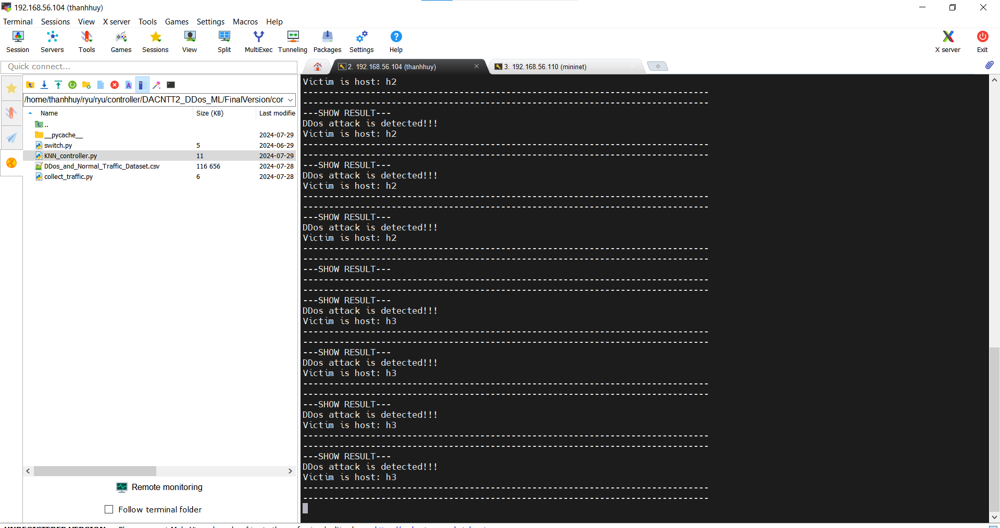 192.168.56.104 (thanhhuy)
Terminal Sessions View X server Tools Games Settings Macros Help
Session Servers Tools Games Sessions View Split MultiExec Tunneling Packages Settings Help X server Exit
Quick connect...
2. 192.168.56.104 (thanhhuy)
3. 192.168.56.110 (mininet)
/home/thanhhuy/ryu/ryu/controller/DACNTT2_DDos_ML/FinalVersion/cor
Name Size (KB) Last modifie
..
__pycache__ 2024-07-29
switch.py 5 2024-06-29
KNN_controller.py 11 2024-07-29
DDos_and_Normal_Traffic_Dataset.csv 116 656 2024-07-28
collect_traffic.py 6 2024-07-28
Remote monitoring
Follow terminal folder
Victim is host: h2
------------------------------------------------------------------------------
------------------------------------------------------------------------------
---SHOW RESULT---
DDos attack is detected!!!
Victim is host: h2
------------------------------------------------------------------------------
------------------------------------------------------------------------------
---SHOW RESULT---
DDos attack is detected!!!
Victim is host: h2
------------------------------------------------------------------------------
------------------------------------------------------------------------------
---SHOW RESULT---
DDos attack is detected!!!
Victim is host: h2
------------------------------------------------------------------------------
------------------------------------------------------------------------------
---SHOW RESULT---
------------------------------------------------------------------------------
------------------------------------------------------------------------------
---SHOW RESULT---
DDos attack is detected!!!
Victim is host: h3
------------------------------------------------------------------------------
------------------------------------------------------------------------------
---SHOW RESULT---
DDos attack is detected!!!
Victim is host: h3
------------------------------------------------------------------------------
------------------------------------------------------------------------------
---SHOW RESULT---
DDos attack is detected!!!
Victim is host: h3
------------------------------------------------------------------------------
------------------------------------------------------------------------------
---SHOW RESULT---
DDos attack is detected!!!
Victim is host: h3
------------------------------------------------------------------------------
------------------------------------------------------------------------------